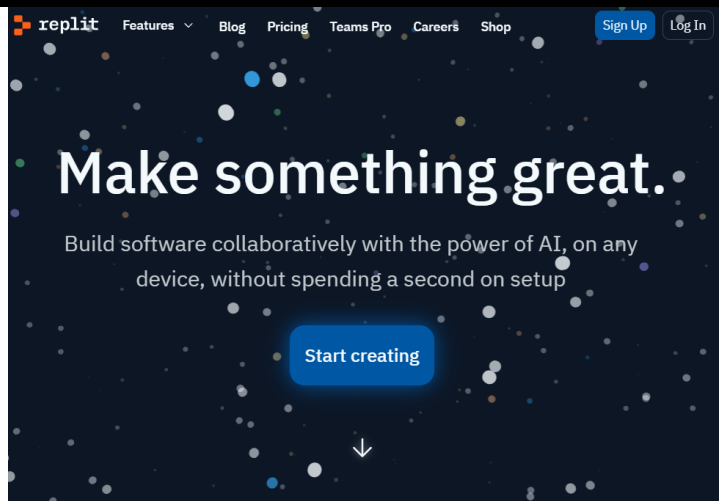 replit Features Blog Pricing Teams Pro Careers Shop Sign Up Log In
Make something great.
Build software collaboratively with the power of AI, on any
device, without spending a second on setup
Start creating